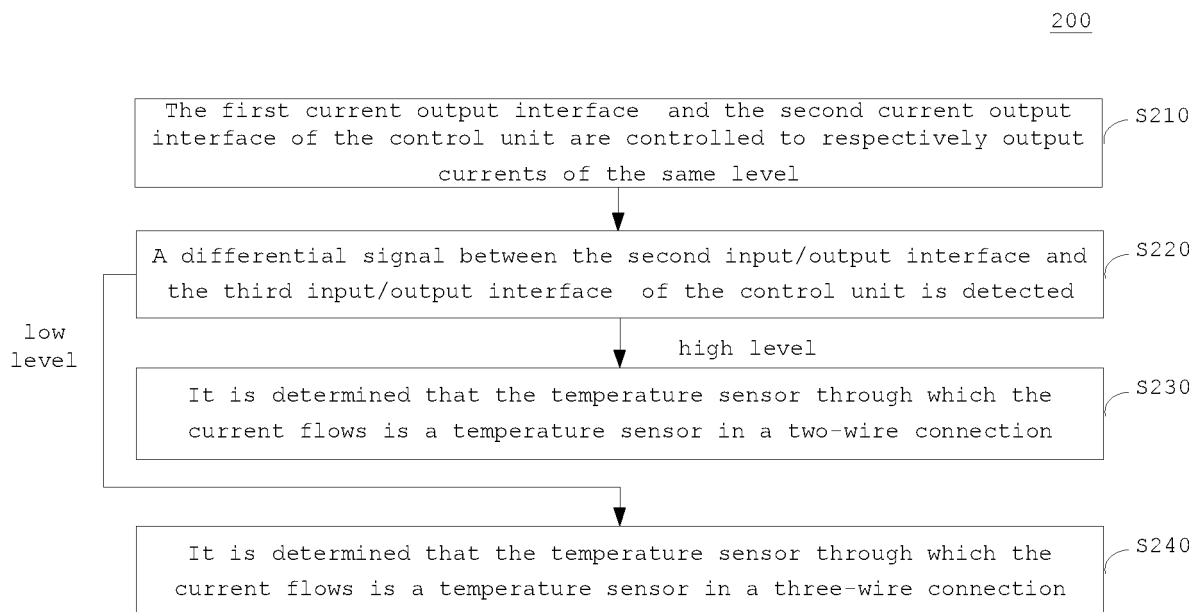 200
The first current output interface and the second current output
interface of the control unit are controlled to respectively output
currents of the same level
S210
A differential signal between the second input/output interface and
the third input/output interface of the control unit is detected
S220
low
level
high level
It is determined that the temperature sensor through which the
current flows is a temperature sensor in a two-wire connection
S230
It is determined that the temperature sensor through which the
current flows is a temperature sensor in a three-wire connection
S240